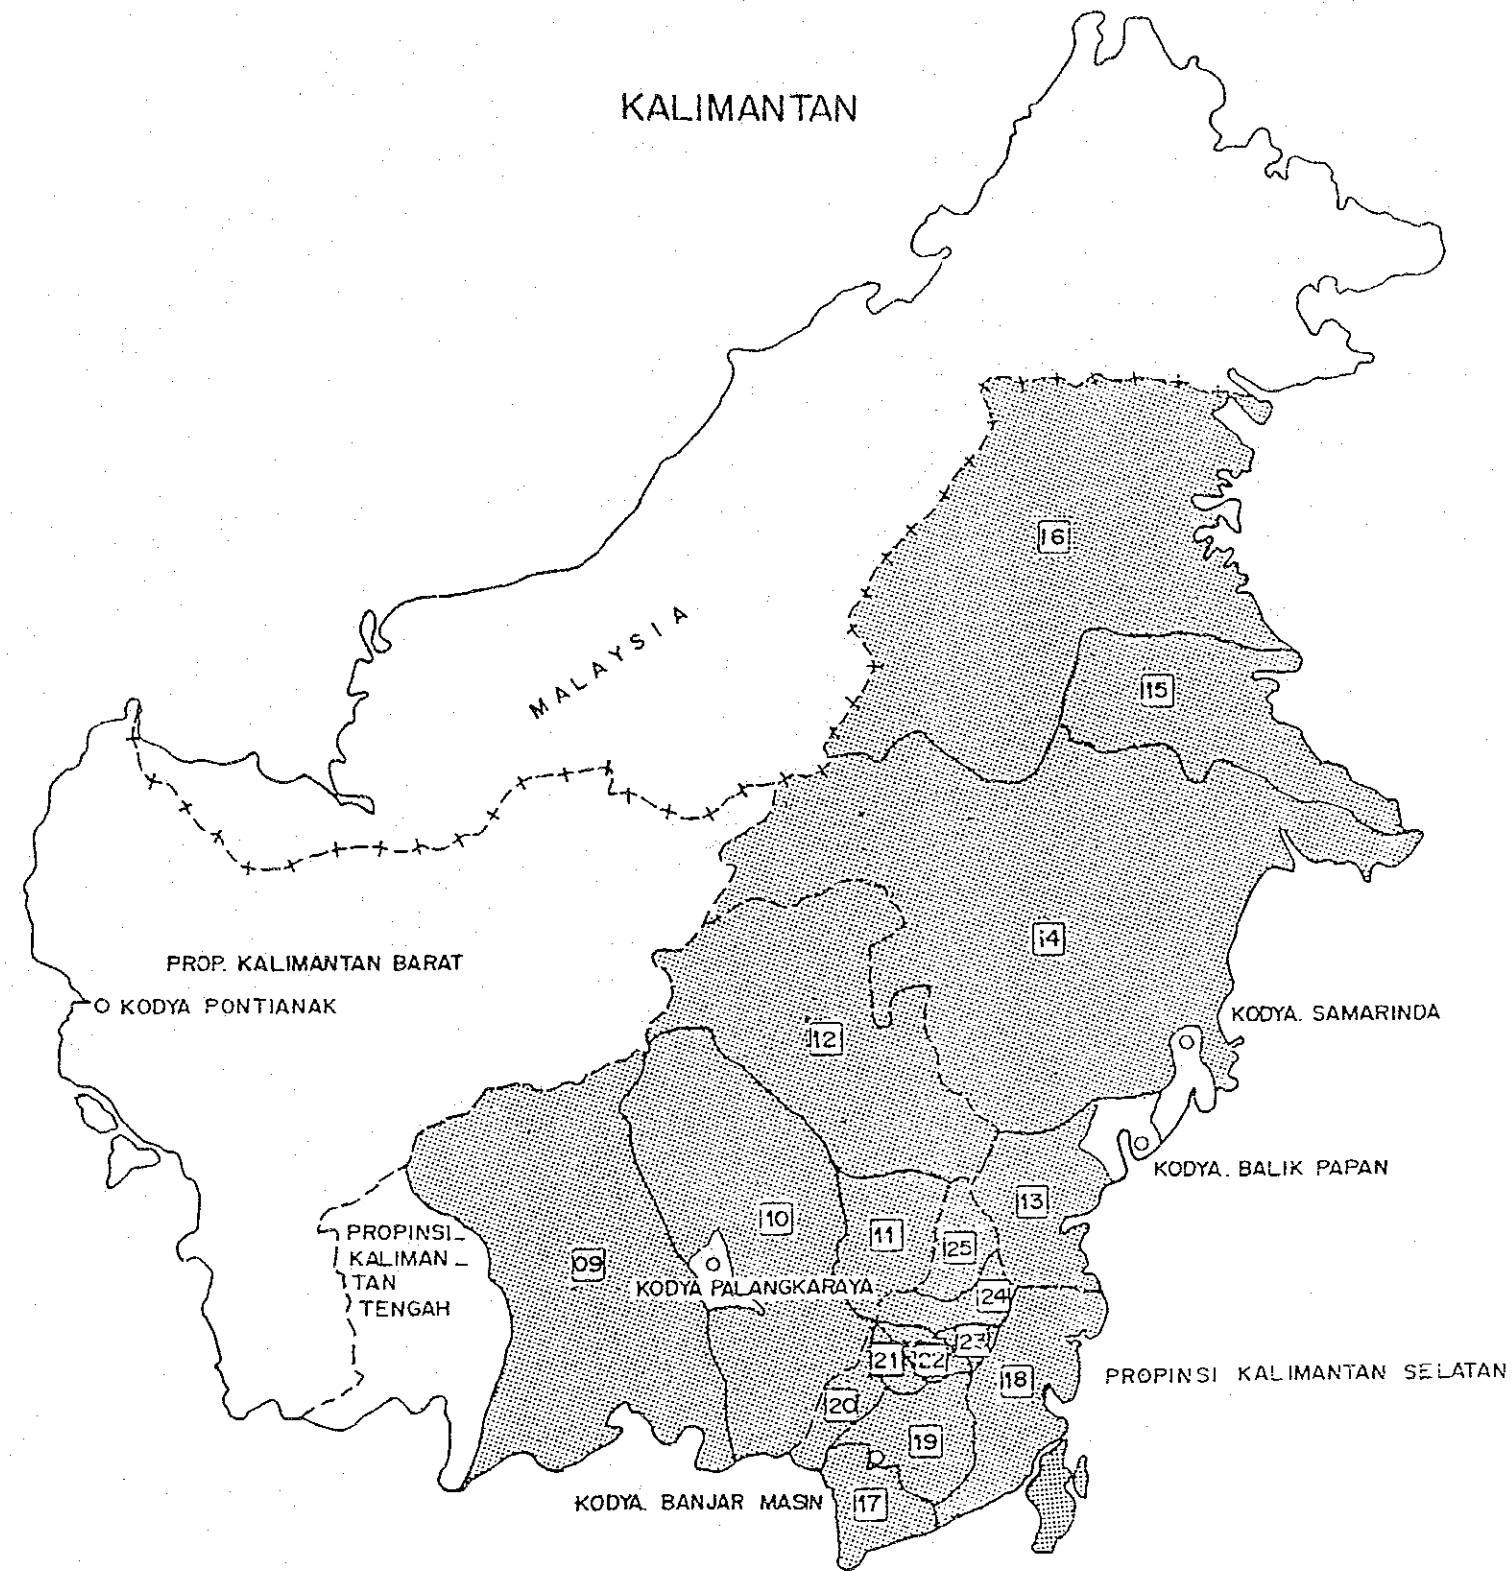 KALIMANTAN
16
MALAYSIA
15
14
PROP. KALIMANTAN BARAT
KODYA PONTIANAK
KODYA. SAMARINDA
12
KODYA. BALIK PAPAN
13
10
11
25
PROPINSI_
KALIMAN_
TAN
TENGAH
09
KODYA PALANGKARAYA
24
23
21
22
18
PROPINSI KALIMANTAN SELATAN
20
19
KODYA. BANJAR MASIN
17